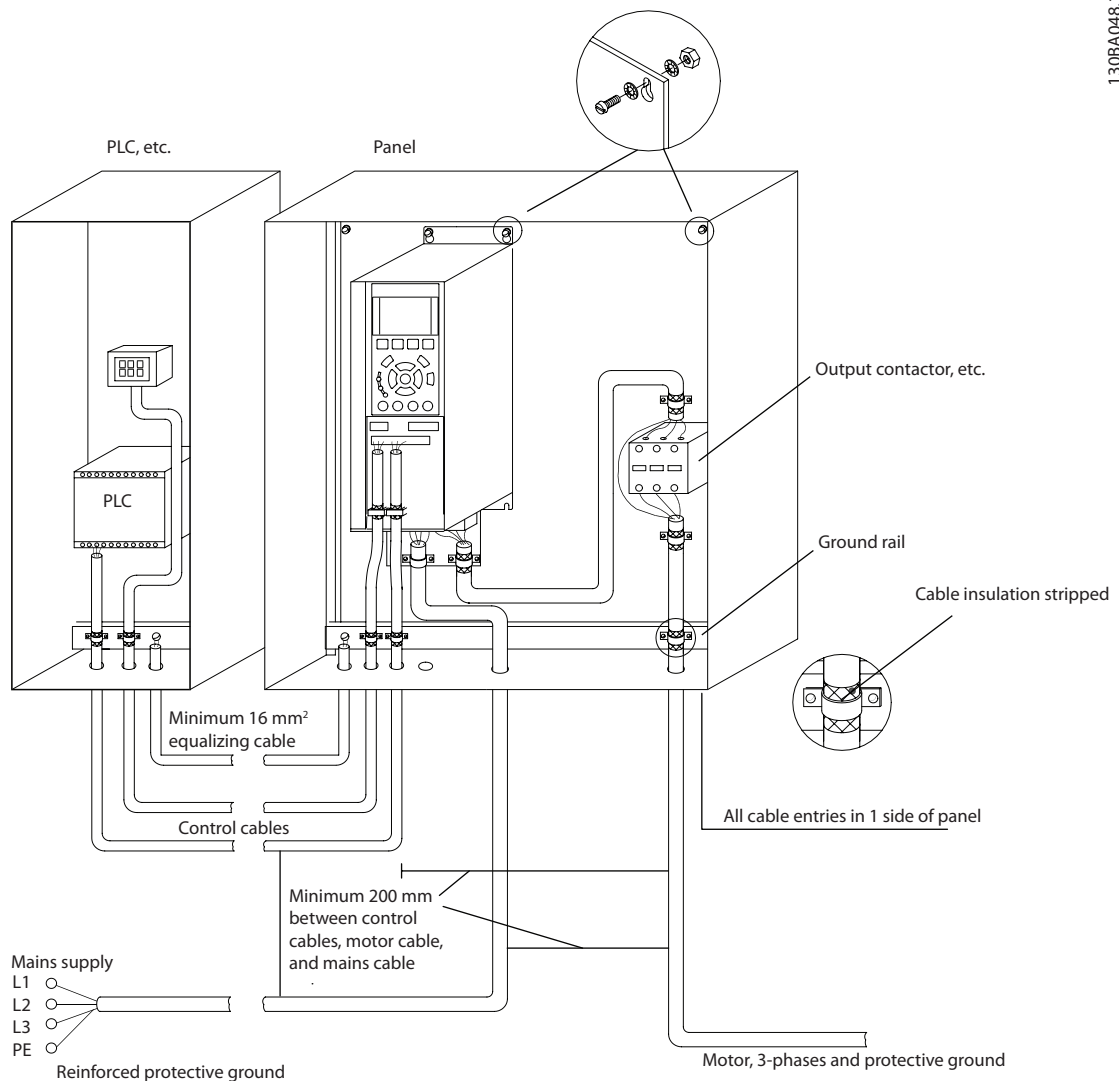 130BA048.
PLC, etc.
Panel
Output contactor, etc.
PLC
Ground rail
Cable insulation stripped
Minimum 16 mm²
equalizing cable
All cable entries in 1 side of panel
Control cables
Minimum 200 mm
between control
cables, motor cable,
and mains cable
Mains supply
L1
L2
L3
PE
Reinforced protective ground
Motor, 3-phases and protective ground